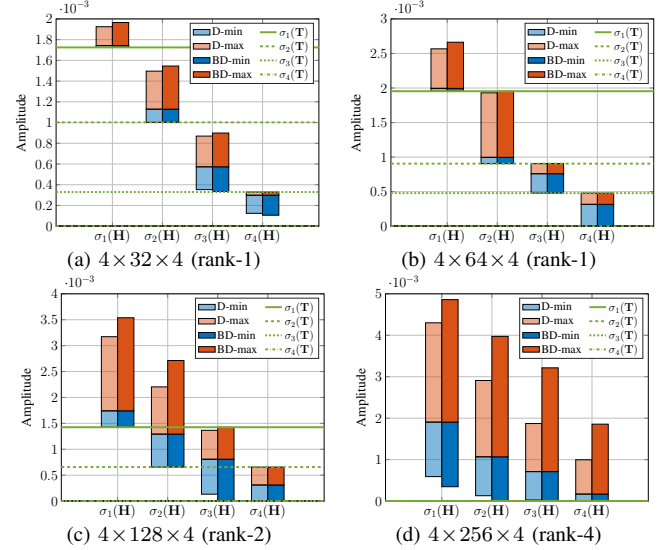 ·10⁻³
2
1.8
1.6
1.4
1.2
1
0.8
0.6
0.4
0.2
0
Amplitude
D-min
D-max
BD-min
BD-max
σ₁(T)
σ₂(T)
σ₃(T)
σ₄(T)
σ₁(H) σ₂(H) σ₃(H) σ₄(H)
(a) 4×32×4 (rank-1)
·10⁻³
3
2.5
2
1.5
1
0.5
0
Amplitude
D-min
D-max
BD-min
BD-max
σ₁(T)
σ₂(T)
σ₃(T)
σ₄(T)
σ₁(H) σ₂(H) σ₃(H) σ₄(H)
(b) 4×64×4 (rank-1)
·10⁻³
4
3.5
3
2.5
2
1.5
1
0.5
0
Amplitude
D-min
D-max
BD-min
BD-max
σ₁(T)
σ₂(T)
σ₃(T)
σ₄(T)
σ₁(H) σ₂(H) σ₃(H) σ₄(H)
(c) 4×128×4 (rank-2)
·10⁻³
5
4
3
2
1
0
Amplitude
D-min
D-max
BD-min
BD-max
σ₁(T)
σ₂(T)
σ₃(T)
σ₄(T)
σ₁(H) σ₂(H) σ₃(H) σ₄(H)
(d) 4×256×4 (rank-4)